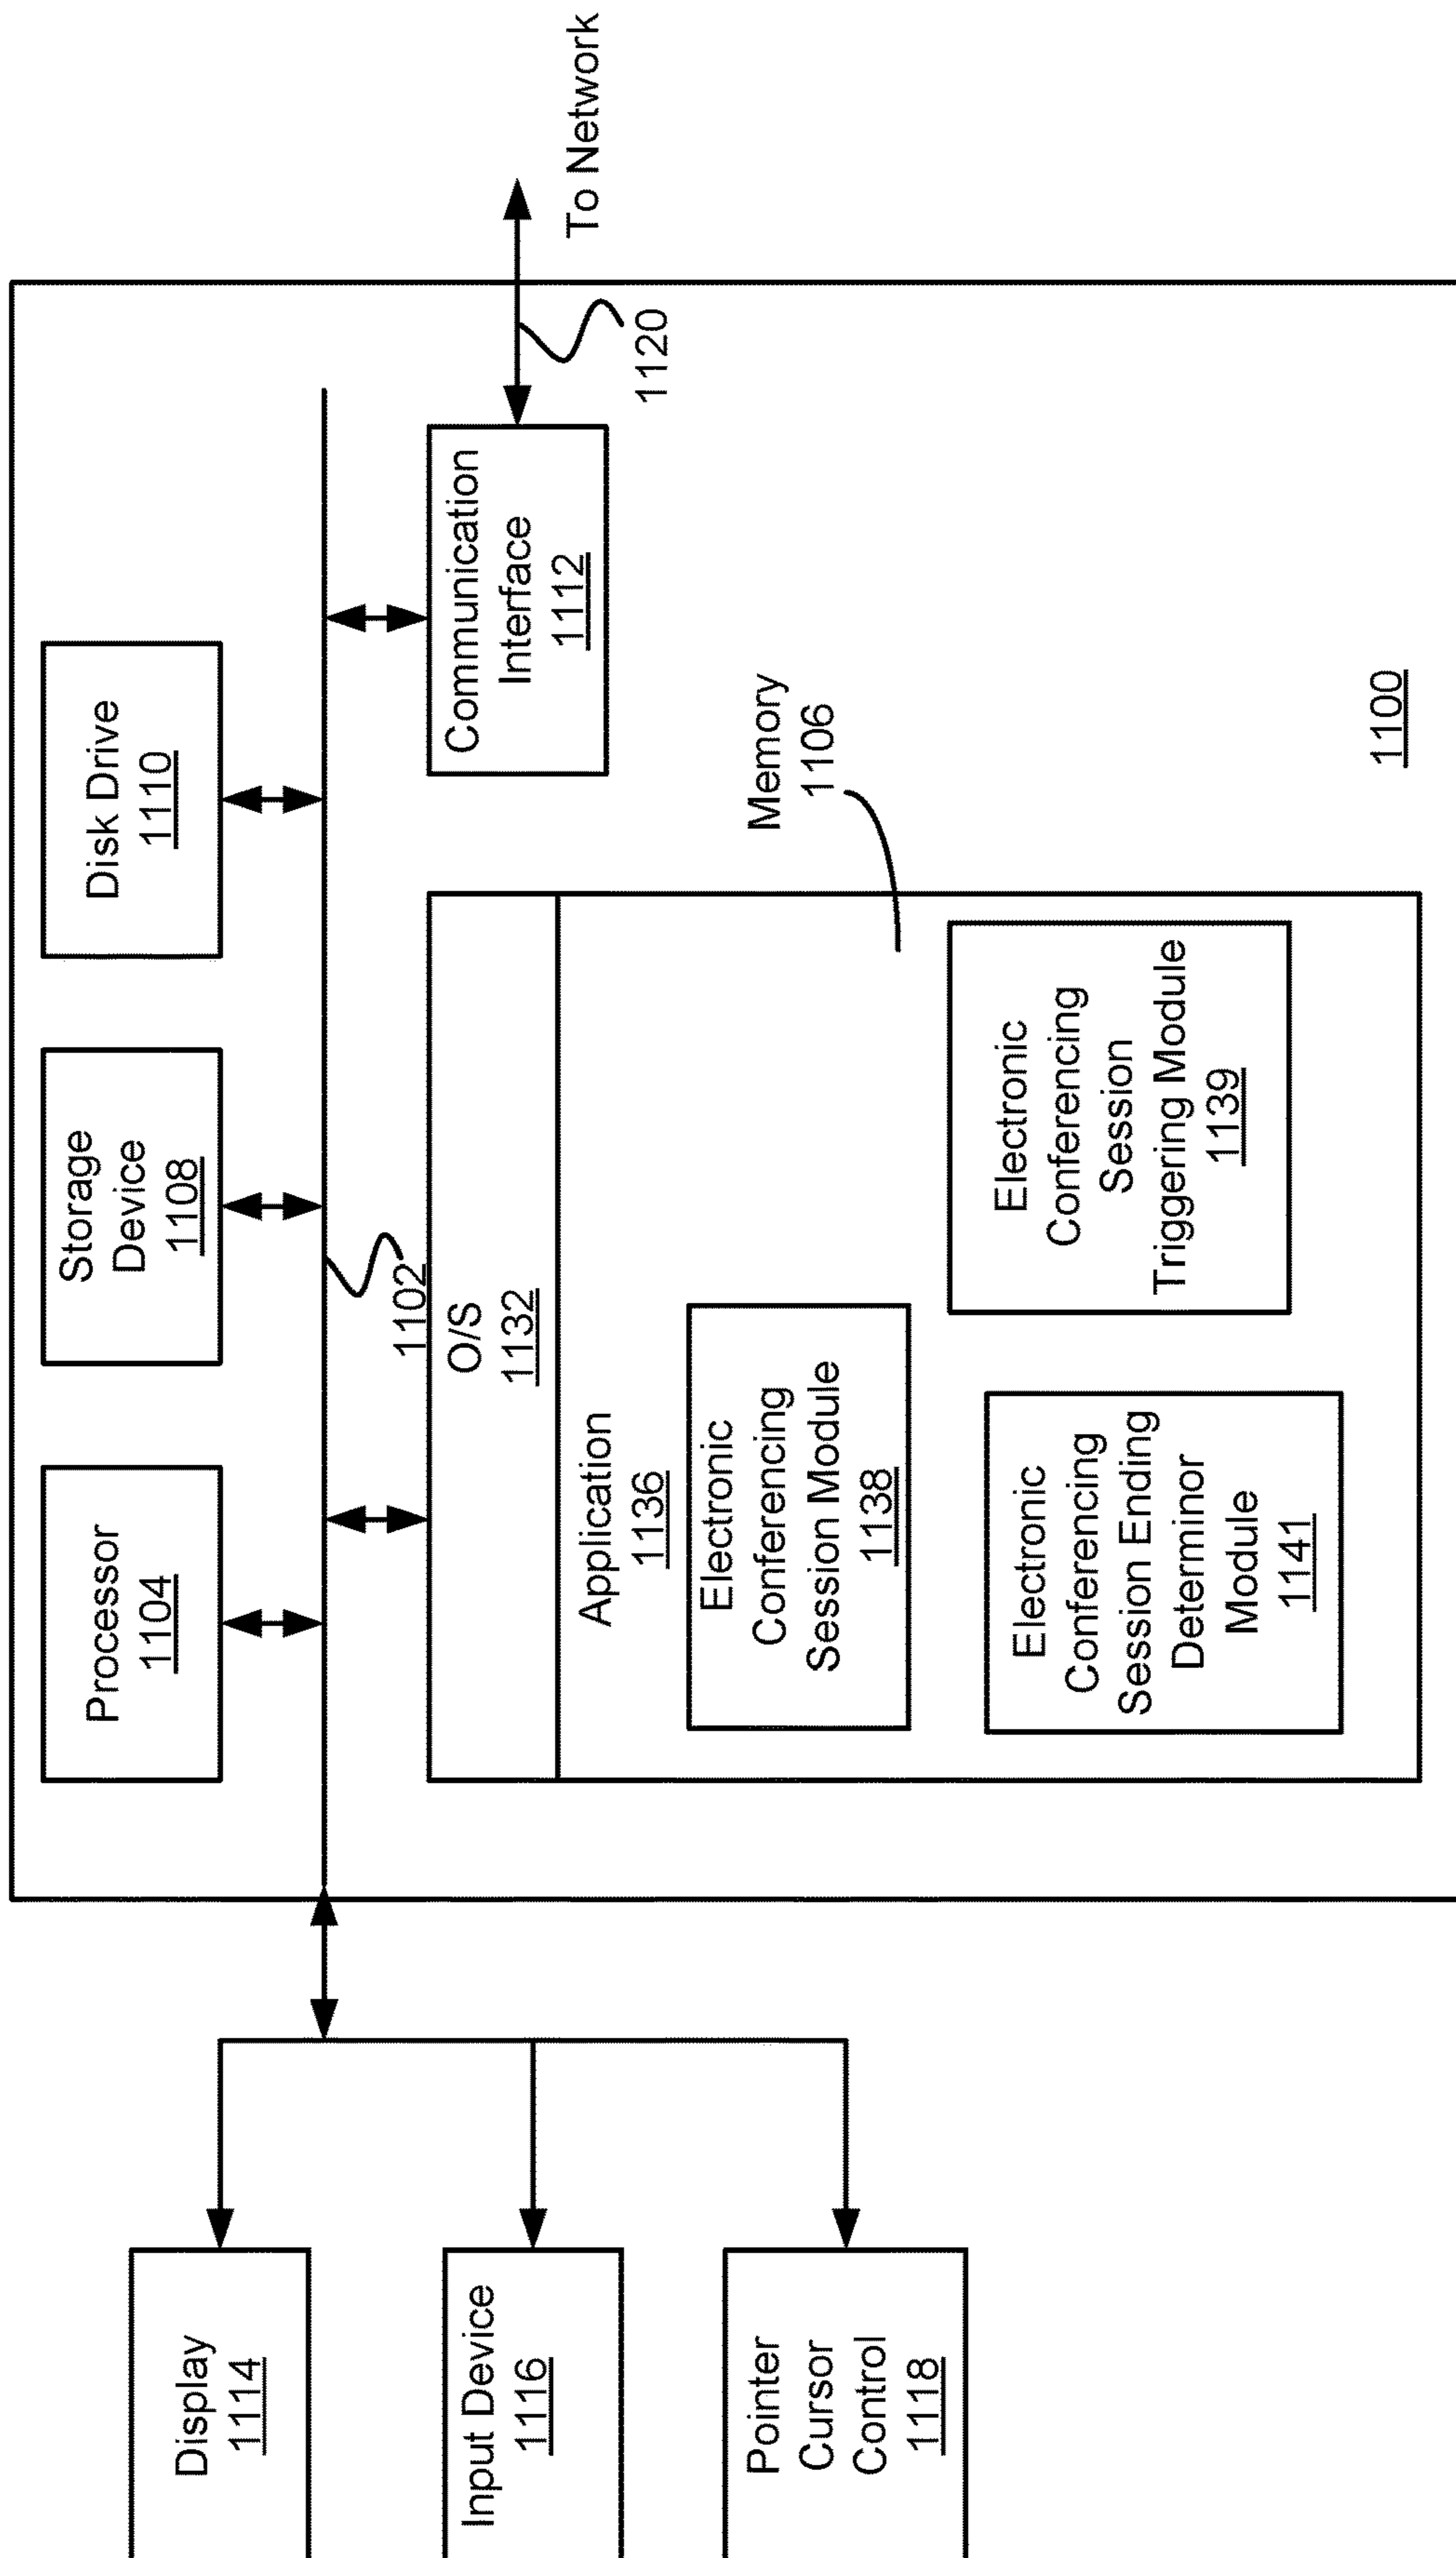 Display
1114
Input Device
1116
Pointer
Cursor
Control
1118
Processor
1104
Storage
Device
1108
Disk Drive
1110
1102
O/S
1132
Application
1136
Electronic
Conferencing
Session Module
1138
Electronic
Conferencing
Session Ending
Determinor
Module
1141
Electronic
Conferencing
Session
Triggering Module
1139
Memory
1106
Communication
Interface
1112
1120
To Network
1100